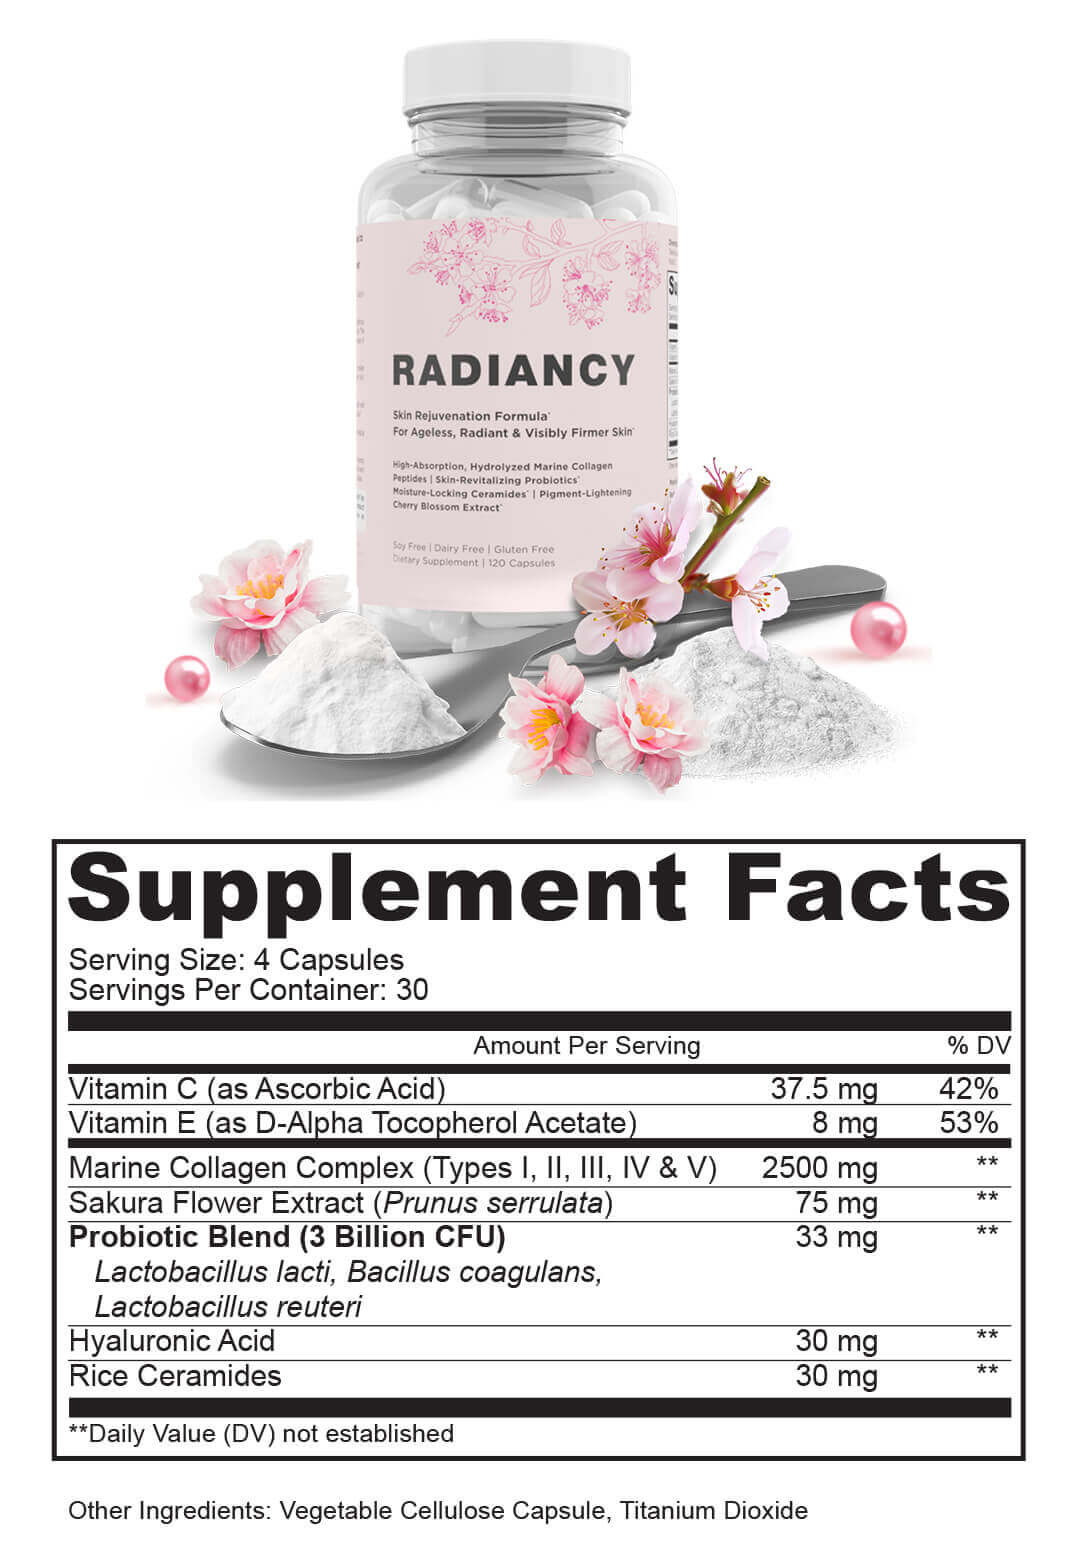 RADIANCY
Skin Rejuvenation Formula*
For Ageless, Radiant & Visibly Firmer Skin*
High-Absorption, Hydrolyzed Marine Collagen
Peptides | Skin-Revitalizing Probiotics*
Moisture-Locking Ceramides* | Pigment-Lightening
Cherry Blossom Extract*
Soy Free | Dairy Free | Gluten Free
Dietary Supplement | 120 Capsules
Supplement Facts
Serving Size: 4 Capsules
Servings Per Container: 30
Amount Per Serving % DV
Vitamin C (as Ascorbic Acid) 37.5 mg 42%
Vitamin E (as D-Alpha Tocopherol Acetate) 8 mg 53%
Marine Collagen Complex (Types I, II, III, IV & V) 2500 mg **
Sakura Flower Extract (Prunus serrulata) 75 mg **
Probiotic Blend (3 Billion CFU) 33 mg **
Lactobacillus lacti, Bacillus coagulans,
Lactobacillus reuteri
Hyaluronic Acid 30 mg **
Rice Ceramides 30 mg **
**Daily Value (DV) not established
Other Ingredients: Vegetable Cellulose Capsule, Titanium Dioxide